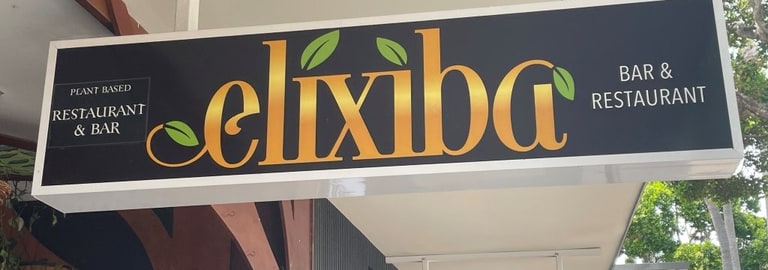 PLANT BASED
RESTAURANT
& BAR
elixiba
BAR &
RESTAURANT